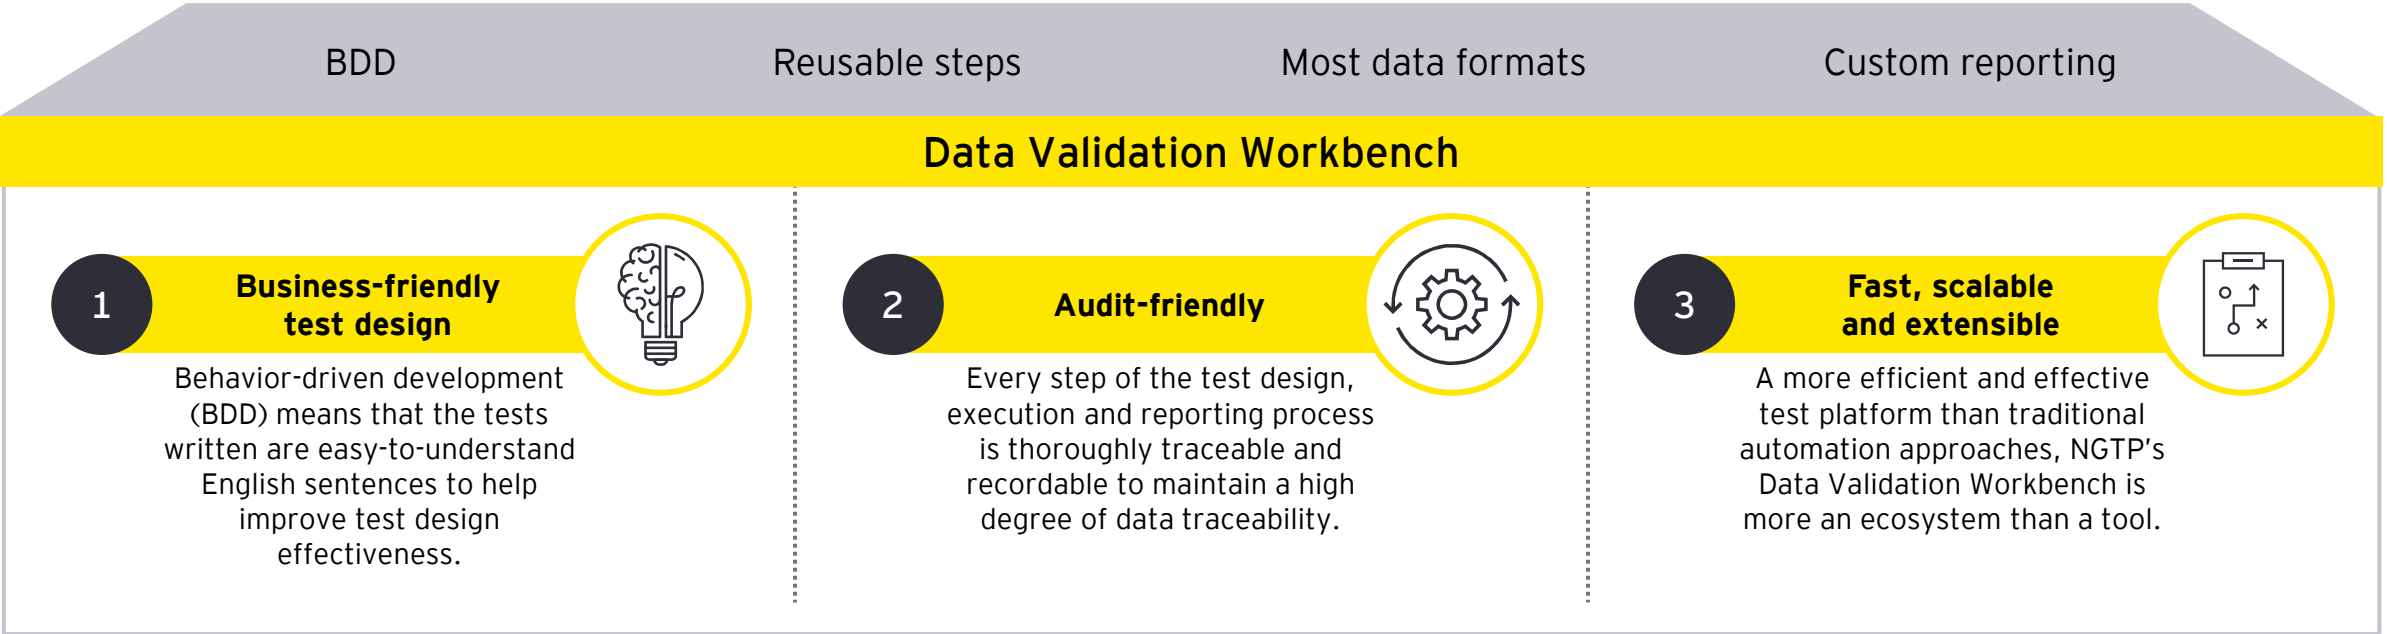 BDD Reusable steps Most data formats Custom reporting
Data Validation Workbench
1
Business-friendly
test design
Behavior-driven development
(BDD) means that the tests
written are easy-to-understand
English sentences to help
improve test design
effectiveness.
2
Audit-friendly
Every step of the test design,
execution and reporting process
is thoroughly traceable and
recordable to maintain a high
degree of data traceability.
3
Fast, scalable
and extensible
A more efficient and effective
test platform than traditional
automation approaches, NGTP’s
Data Validation Workbench is
more an ecosystem than a tool.